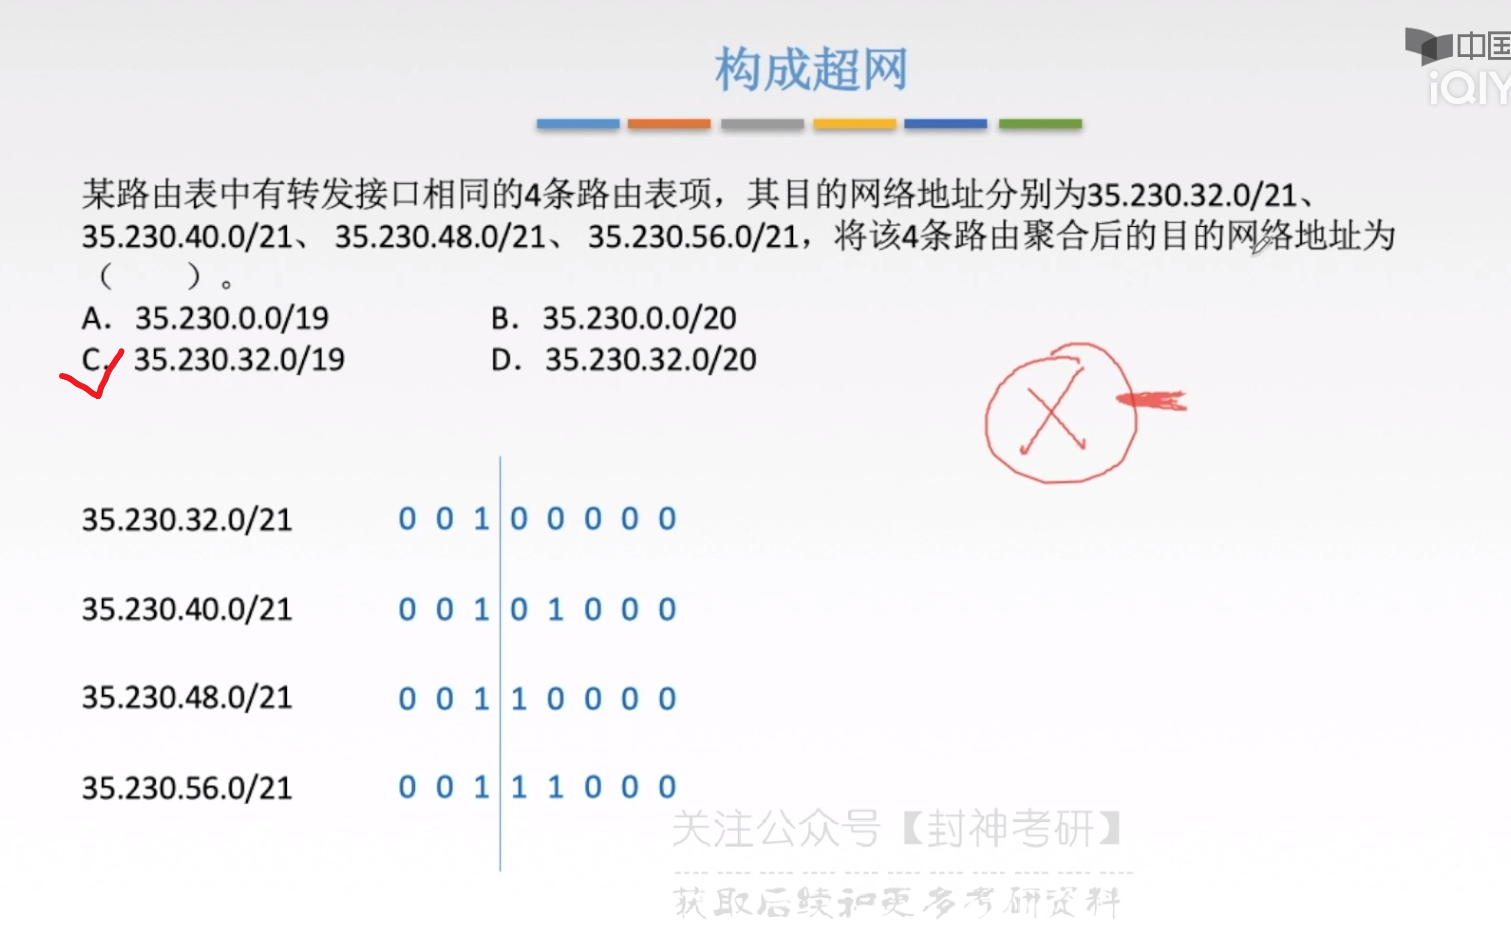 中国
iQIY
构成超网
某路由表中有转发接口相同的4条路由表项，其目的网络地址分别为35.230.32.0/21、
35.230.40.0/21、 35.230.48.0/21、 35.230.56.0/21，将该4条路由聚合后的目的网络地址为
（ ）。
A. 35.230.0.0/19 B. 35.230.0.0/20
C. 35.230.32.0/19 D. 35.230.32.0/20
35.230.32.0/21 0 0 1 0 0 0 0 0
35.230.40.0/21 0 0 1 0 1 0 0 0
35.230.48.0/21 0 0 1 1 0 0 0 0
35.230.56.0/21 0 0 1 1 1 0 0 0
关注公众号【封神考研】
获取后续和更多考研资料